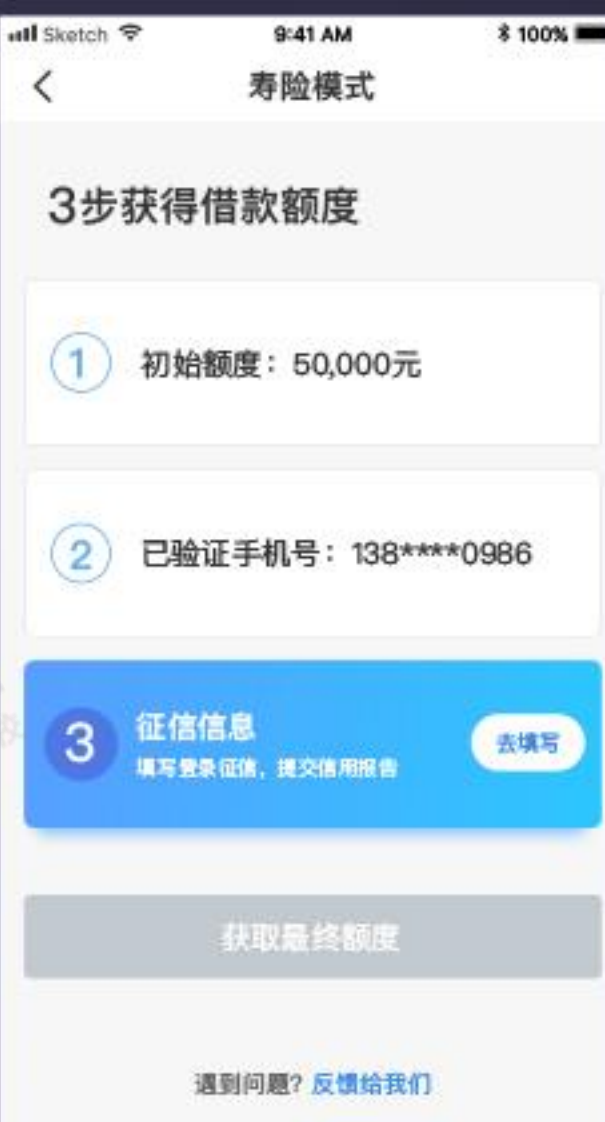 Sketch 9:41 AM 100%
寿险模式
3步获得借款额度
1 初始额度：50,000元
2 已验证手机号：138****0986
3 征信信息
填写登录征信，提交信用报告
去填写
获取最终额度
遇到问题？反馈给我们